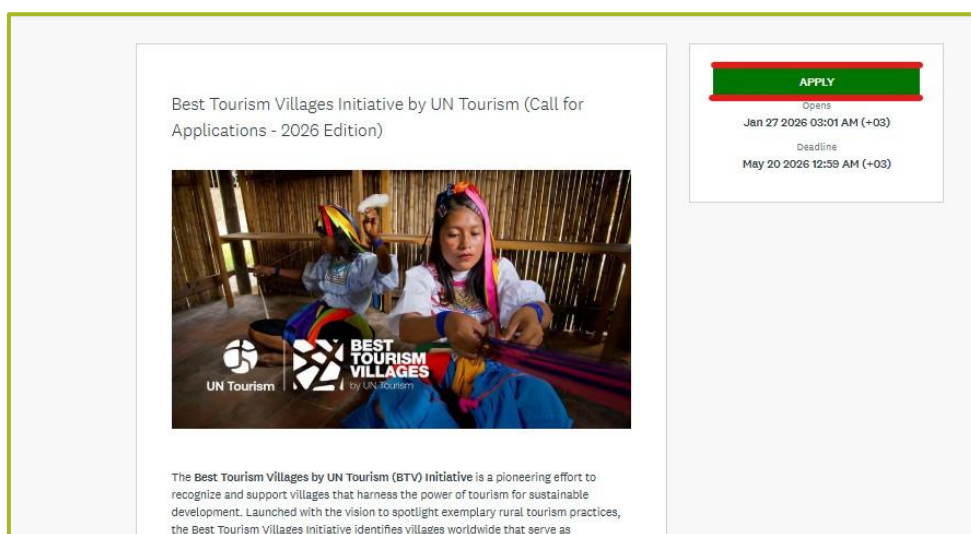 Best Tourism Villages Initiative by UN Tourism (Call for
Applications - 2026 Edition)
UN Tourism
BEST
TOURISM
VILLAGES
by UN Tourism
The Best Tourism Villages by UN Tourism (BTV) Initiative is a pioneering effort to
recognize and support villages that harness the power of tourism for sustainable
development. Launched with the vision to spotlight exemplary rural tourism practices,
the Best Tourism Villages Initiative identifies villages worldwide that serve as
APPLY
Opens
Jan 27 2026 03:01 AM (+03)
Deadline
May 20 2026 12:59 AM (+03)